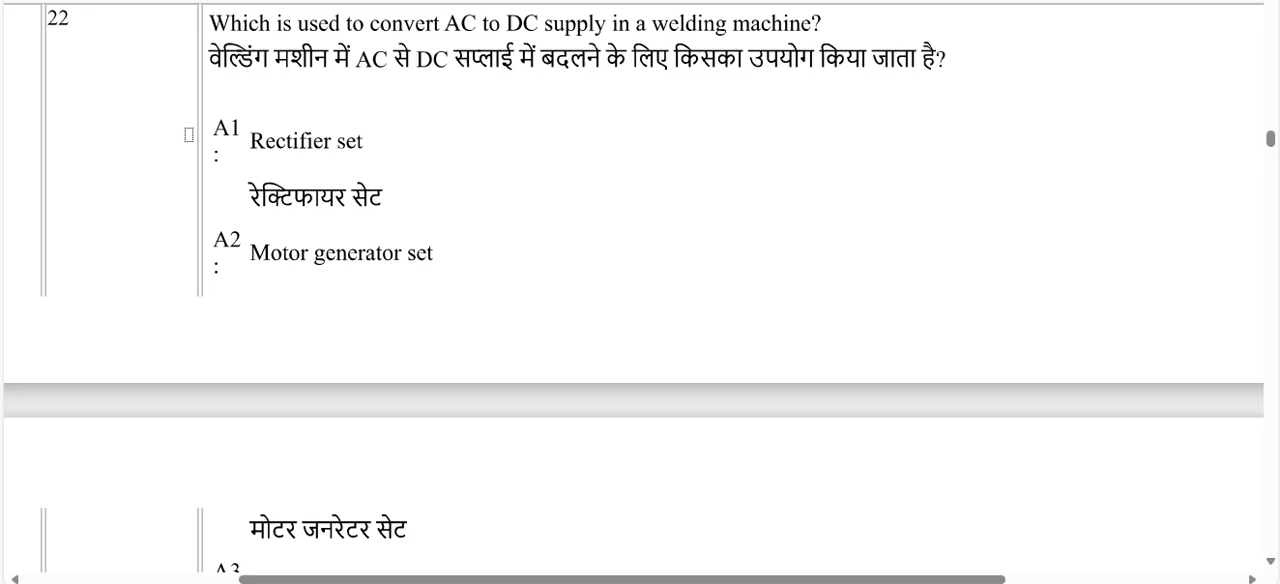 22
Which is used to convert AC to DC supply in a welding machine?
वेल्डिंग मशीन में AC से DC सप्लाई में बदलने के लिए किसका उपयोग किया जाता है?
A1
:
Rectifier set
रेक्टिफायर सेट
A2
:
Motor generator set
मोटर जनरेटर सेट
A3